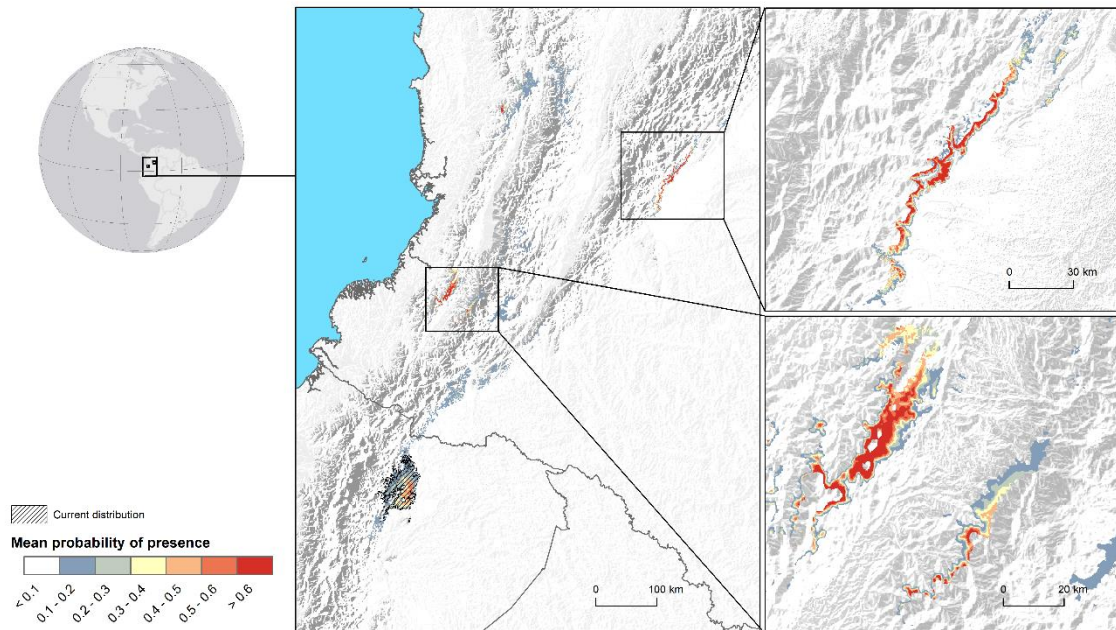 Current distribution
Mean probability of presence
< 0.1
0.1 - 0.2
0.2 - 0.3
0.3 - 0.4
0.4 - 0.5
0.5 - 0.6
> 0.6
0 100 km
0 30 km
0 20 km